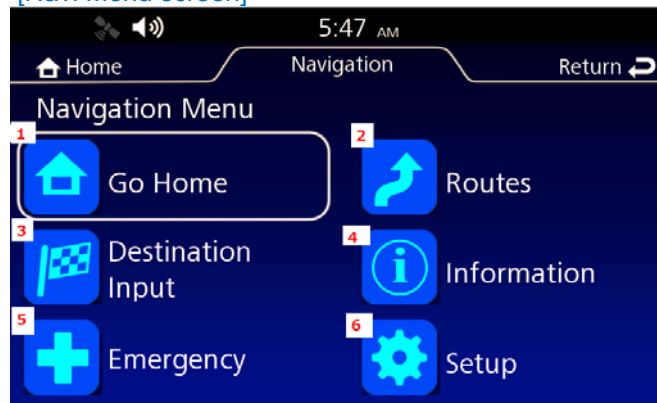 [Navi Menu Screen]
5:47 AM
Home
Navigation
Return
Navigation Menu
1
Go Home
2
Routes
3
Destination
Input
4
Information
5
Emergency
6
Setup